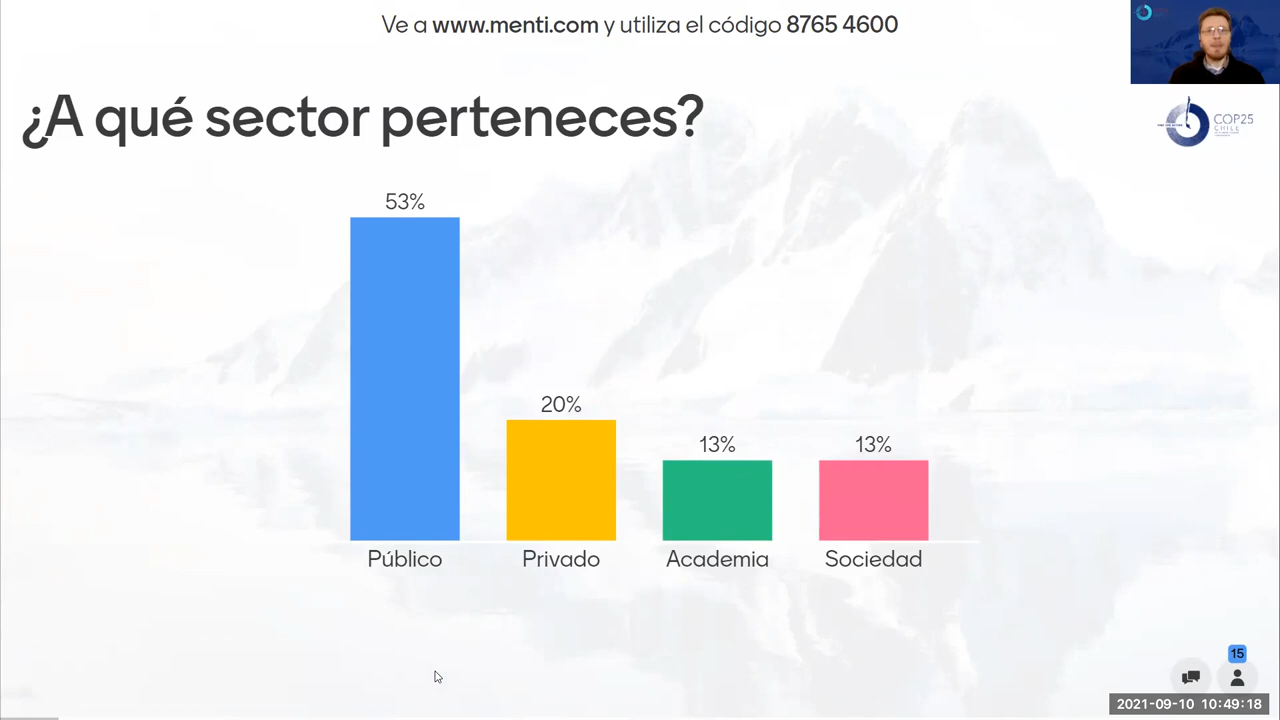 Ve a www.menti.com y utiliza el código 8765 4600
¿A qué sector perteneces?
COP25
CHILE
53%
20%
13%
13%
Público
Privado
Academia
Sociedad
15
2021-09-10 10:49:18